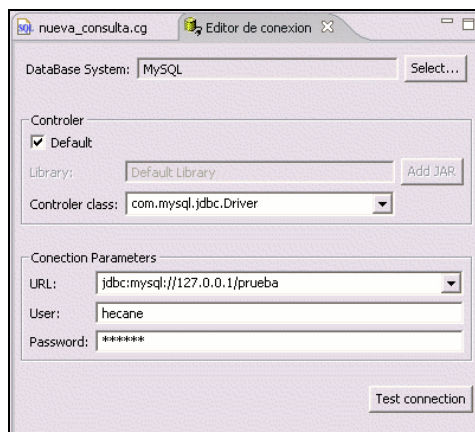 SQL nueva_consulta.cg Editor de conexion
DataBase System: MySQL Select...
Controler
Default
Library: Default Library Add JAR
Controler class: com.mysql.jdbc.Driver
Conection Parameters
URL: jdbc:mysql://127.0.0.1/prueba
User: hecane
Password: ******
Test connection